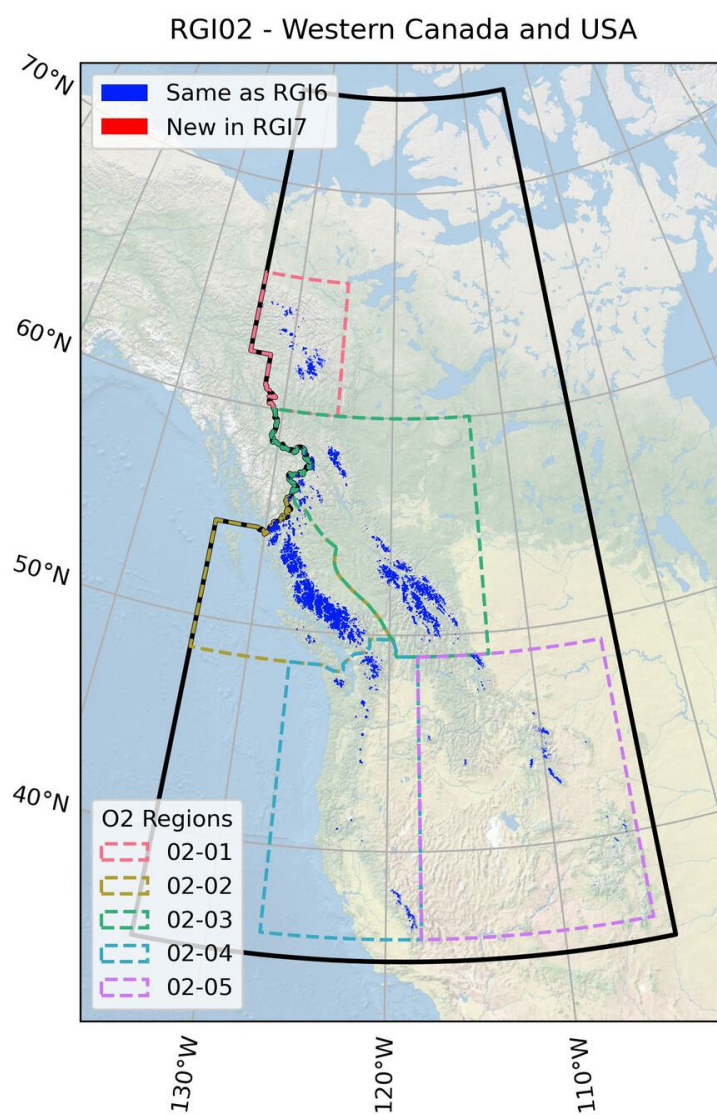 RGI02 - Western Canada and USA
70°N
Same as RGI6
New in RGI7
60°N
50°N
40°N
O2 Regions
02-01
02-02
02-03
02-04
02-05
130°W
120°W
110°W